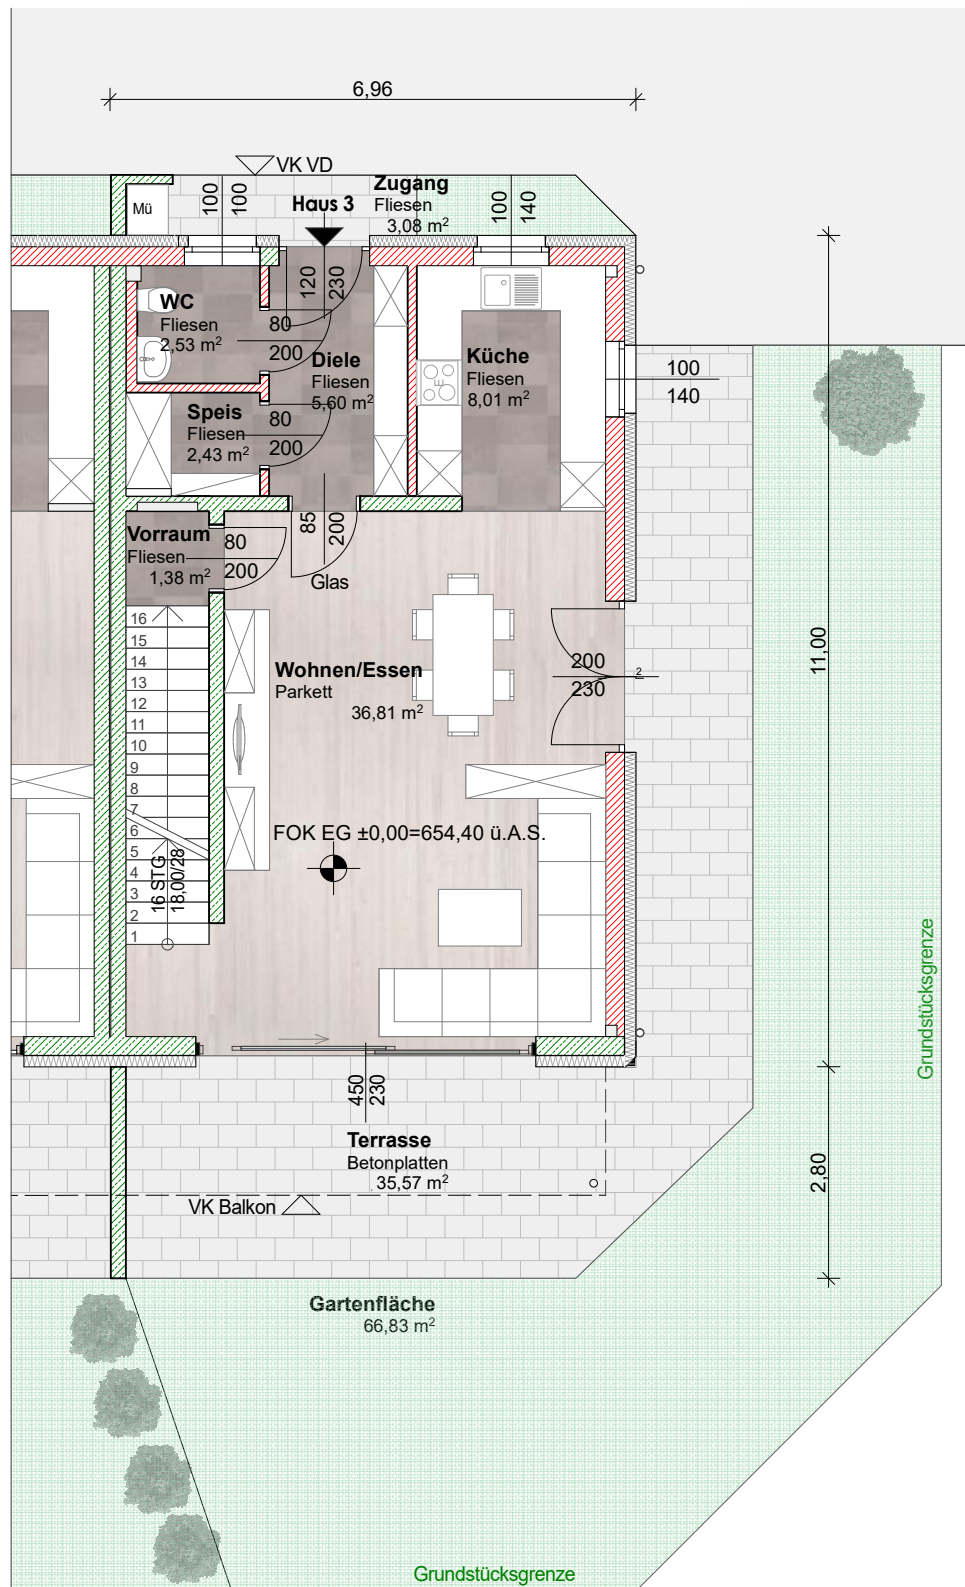 6,96
VK VD
Mü
100
100
Haus 3
Zugang
Fliesen
3,08 m²
100
140
120
230
WC
Fliesen
2,53 m²
80
200
Diele
Fliesen
5,60 m²
Küche
Fliesen
8,01 m²
100
140
Speis
Fliesen
2,43 m²
80
200
85
200
Glas
Vorraum
Fliesen
1,38 m²
80
200
16
15
14
13
12
11
10
9
8
7
6
5
4
3
2
1
16 STG
18,00/28
Wohnen/Essen
Parkett
36,81 m²
200
230
2
11,00
FOK EG ±0,00=654,40 ü.A.S.
Grundstücksgrenze
450
230
Terrasse
Betonplatten
35,57 m²
2,80
VK Balkon
Gartenfläche
66,83 m²
Grundstücksgrenze